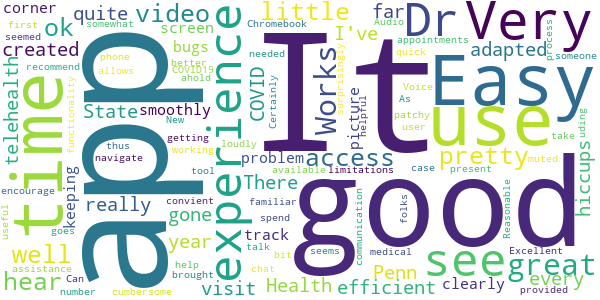 corner
quite
video
little
far
Dr
Very
first
somewhat
seemed
ok
created
bugs
screen
Chromebook
Audio
appointments
recommend
phone
allows
better
COVID19
ahold
needed
I've
adapted
quick
someone
process
telehealth
functionality
State
smoothly
New
COVID
Works
picture
helpful
surprisingly
Easy
thus
navigate
getting
working
loudly
Certainly
As
Voice
patchy
user
use
time
app
experience
It
good
keeping
really
tool
problem
access
pretty
take
muted
uding
hiccups
encourage
case
present
convient
There
available
limitations
gone
familiar
spend
track
communication
folks
see
great
useful
well
goes
year
help
brought
talk
seems
medical
Reasonable
hear
assistance
Can
number
cumbersome
visit
bit
chat
Health
efficient
Penn
clearly
every
Excellent
provided